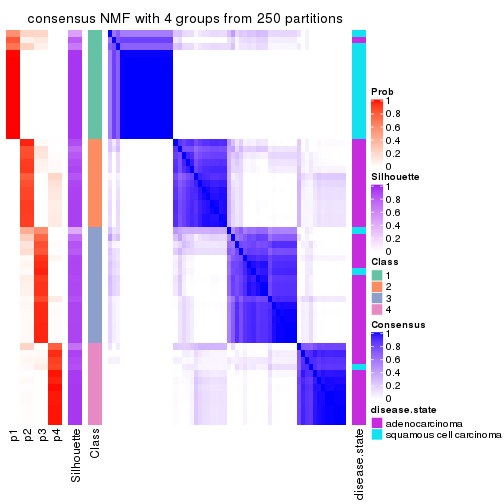 consensus NMF with 4 groups from 250 partitions
Prob
1
0.8
0.6
0.4
0.2
0
Silhouette
1
0.8
0.6
0.4
0.2
0
Class
1
2
3
4
Consensus
1
0.8
0.6
0.4
0.2
0
disease.state
adenocarcinoma
squamous cell carcinoma
p1
p2
p3
p4
Silhouette
Class
disease.state